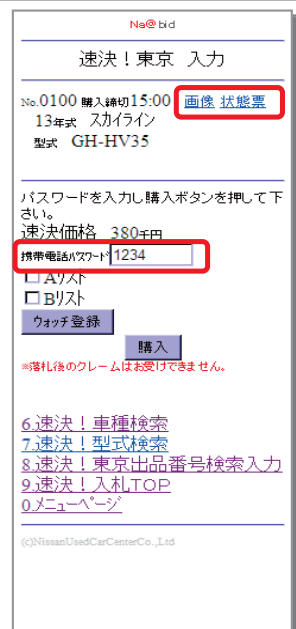 Na@bid
速決！東京 入力
No.0100 購入締切15:00 画像 状態票
13年式 スカイライン
型式 GH-HV35
パスワードを入力し購入ボタンを押して下
さい。
速決価格 380千円
携帯電話パスワード 1234
Aリスト
Bリスト
ウォッチ登録
購入
※落札後のクレームはお受けできません。
6.速決！車種検索
7.速決！型式検索
8.速決！東京出品番号検索入力
9.速決！入札TOP
0.メニューページ
(c)NissanUsedCarCenterCo.,Ltd